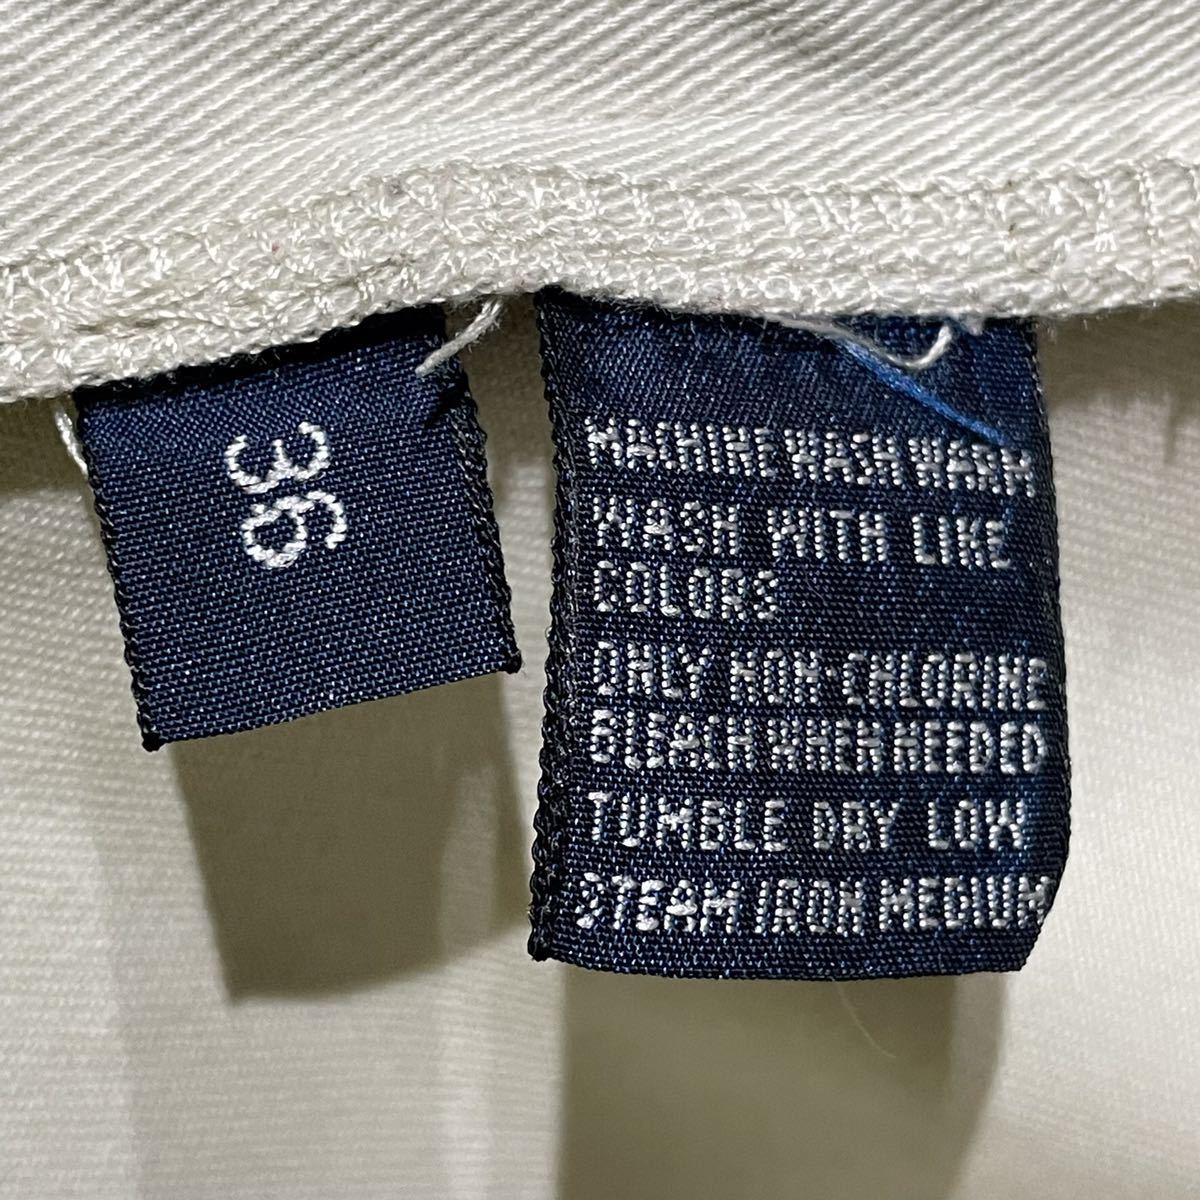 36
MACHINE WASH WARM
WASH WITH LIKE
COLORS
ONLY NON-CHLORINE
BLEACH WHEN NEEDED
TUMBLE DRY LOW
STEAM IRON MEDIUM